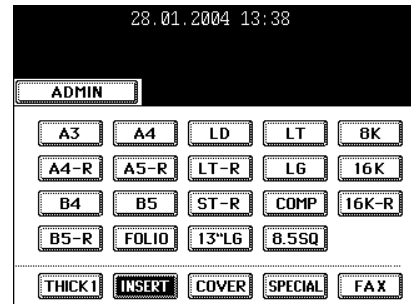 28.01.2004 13:38
ADMIN
A3 A4 LD LT 8K
A4-R A5-R LT-R LG 16K
B4 B5 ST-R COMP 16K-R
B5-R FOLIO 13"LG 8.5SQ
THICK1 INSERT COVER SPECIAL FAX